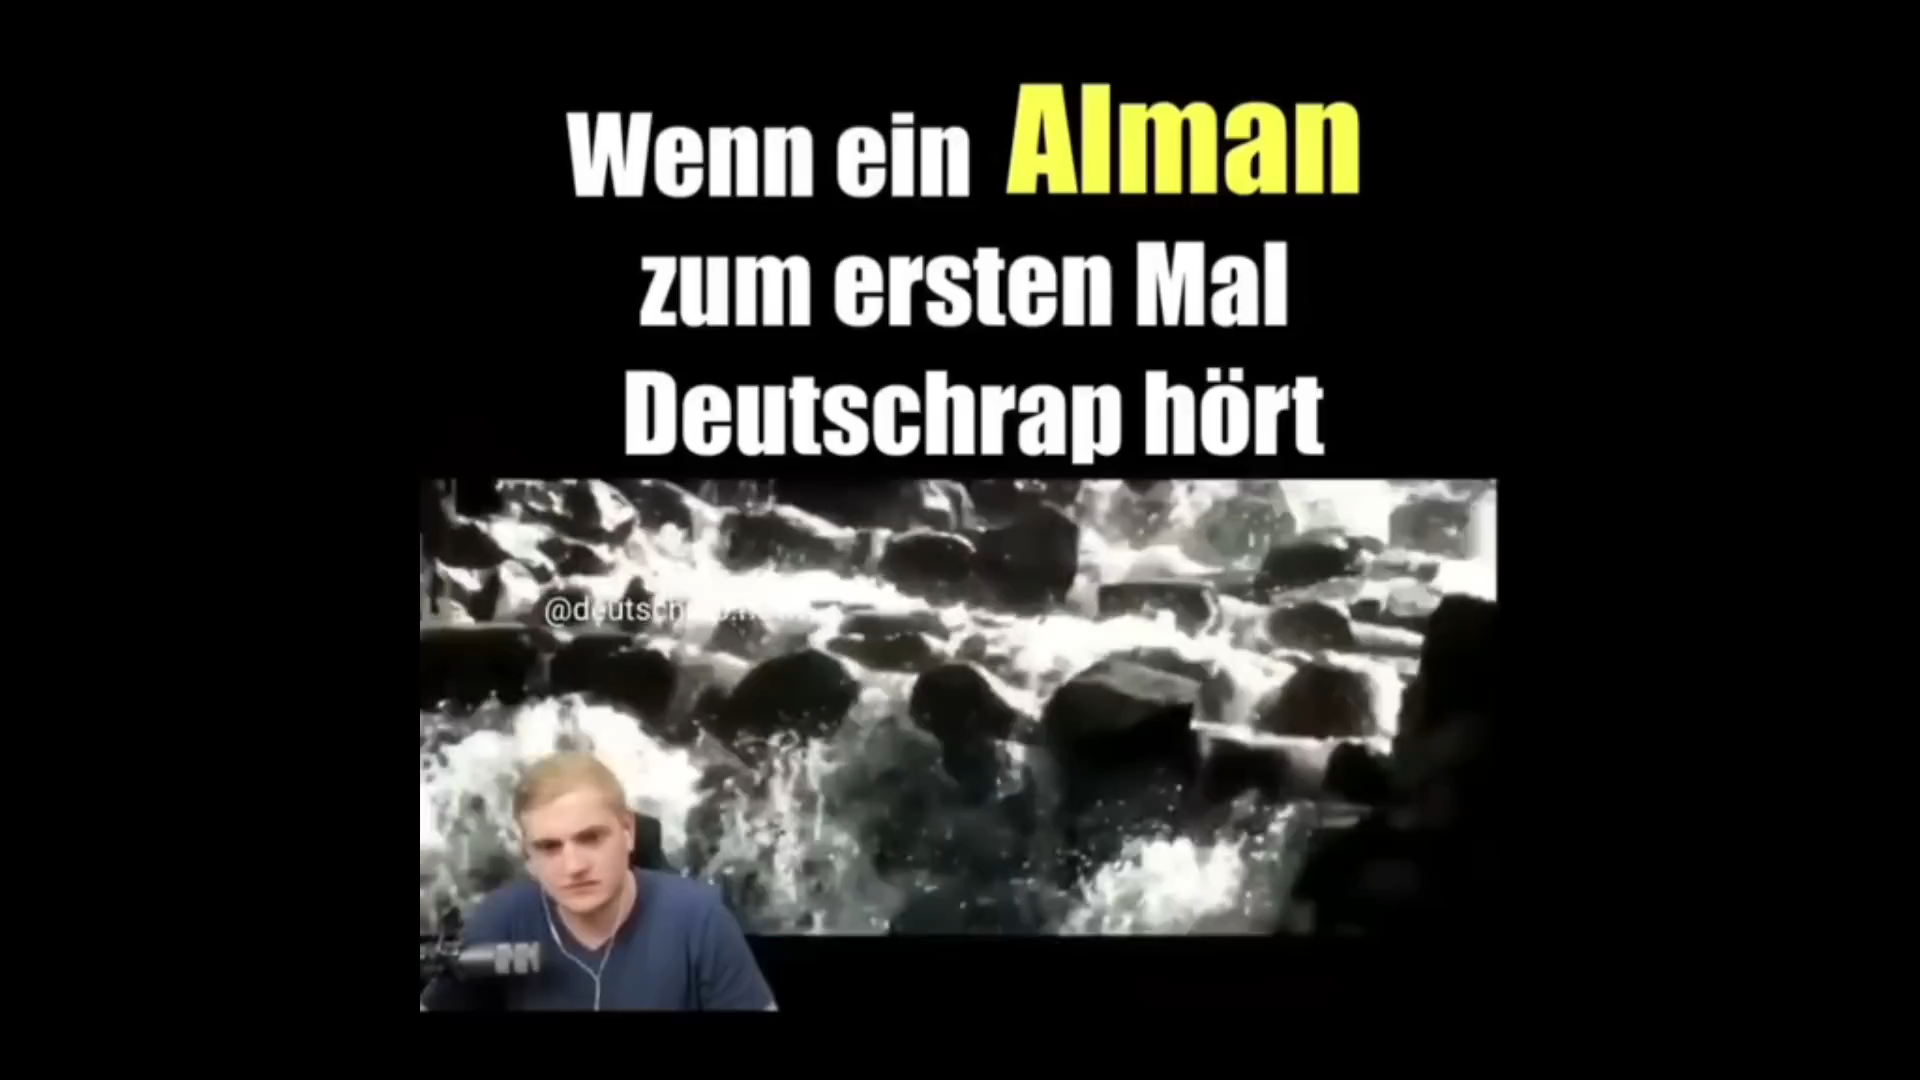 Wenn ein Alman
zum ersten Mal
Deutschrap hört